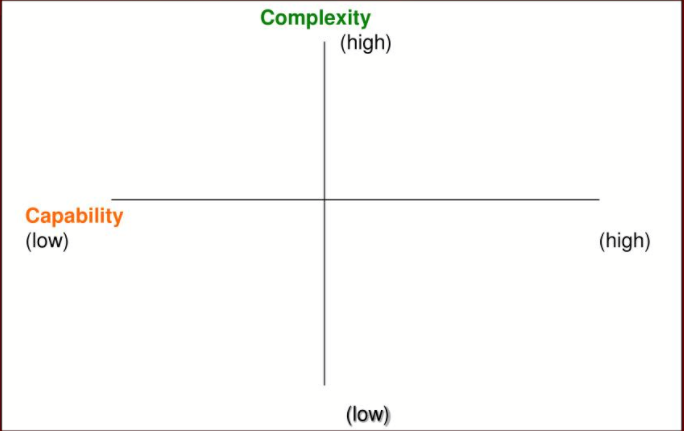 Complexity
(high)
Capability
(low)
(high)
(low)